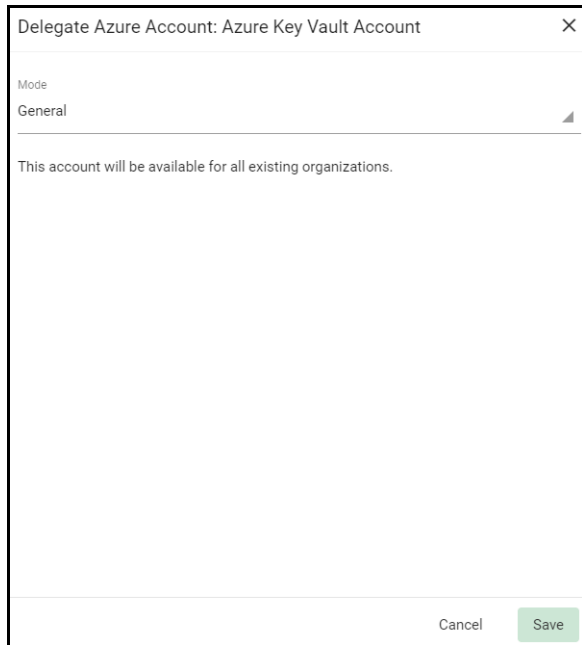 Delegate Azure Account: Azure Key Vault Account
Mode
General
This account will be available for all existing organizations.
Cancel Save